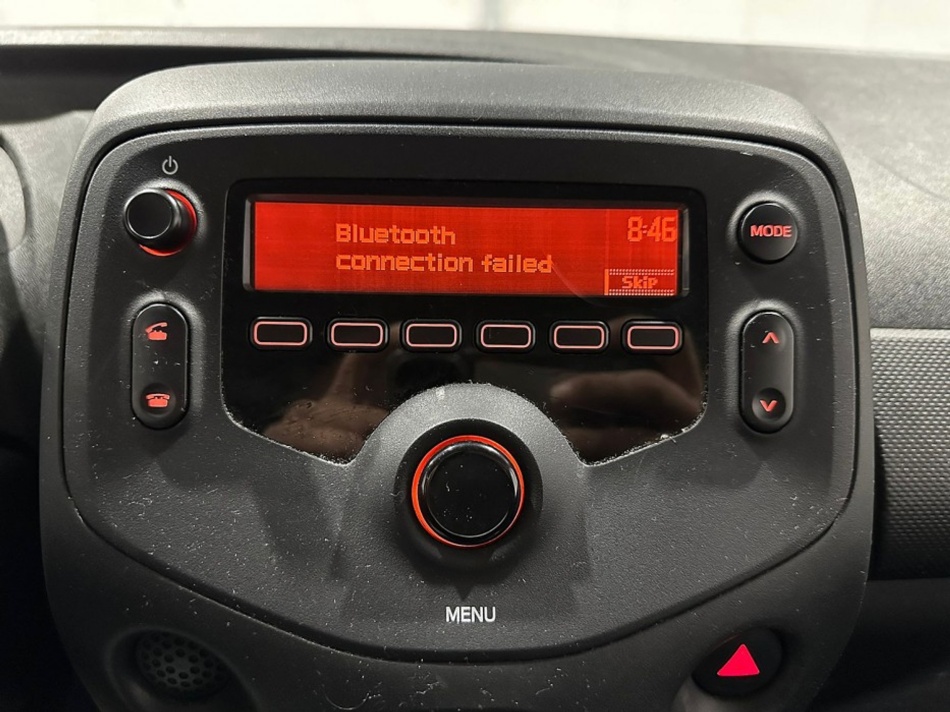 8:46
Bluetooth
connection failed
Skip
MODE
MENU